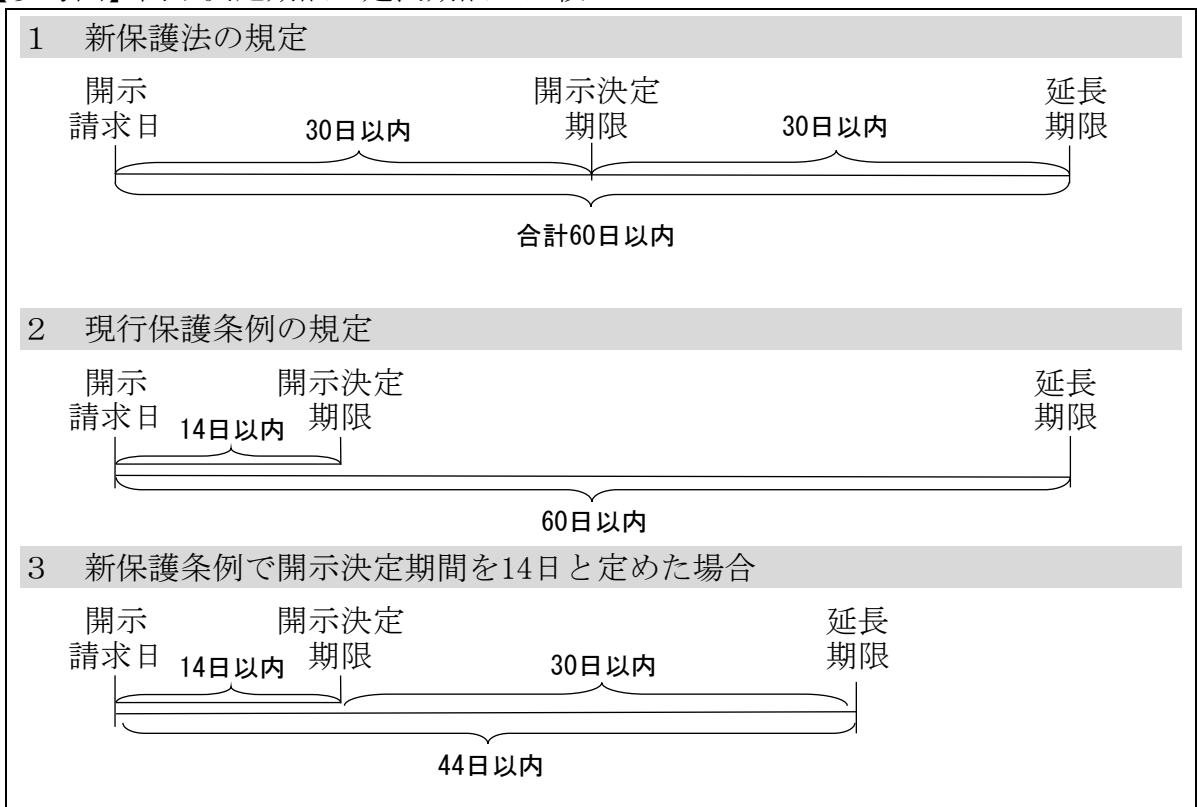 1 新保護法の規定
開示
請求日
30日以内
開示決定
期限
30日以内
延長
期限
合計60日以内
2 現行保護条例の規定
開示
請求日
14日以内
開示決定
期限
延長
期限
60日以内
3 新保護条例で開示決定期間を14日と定めた場合
開示
請求日
14日以内
開示決定
期限
30日以内
延長
期限
44日以内